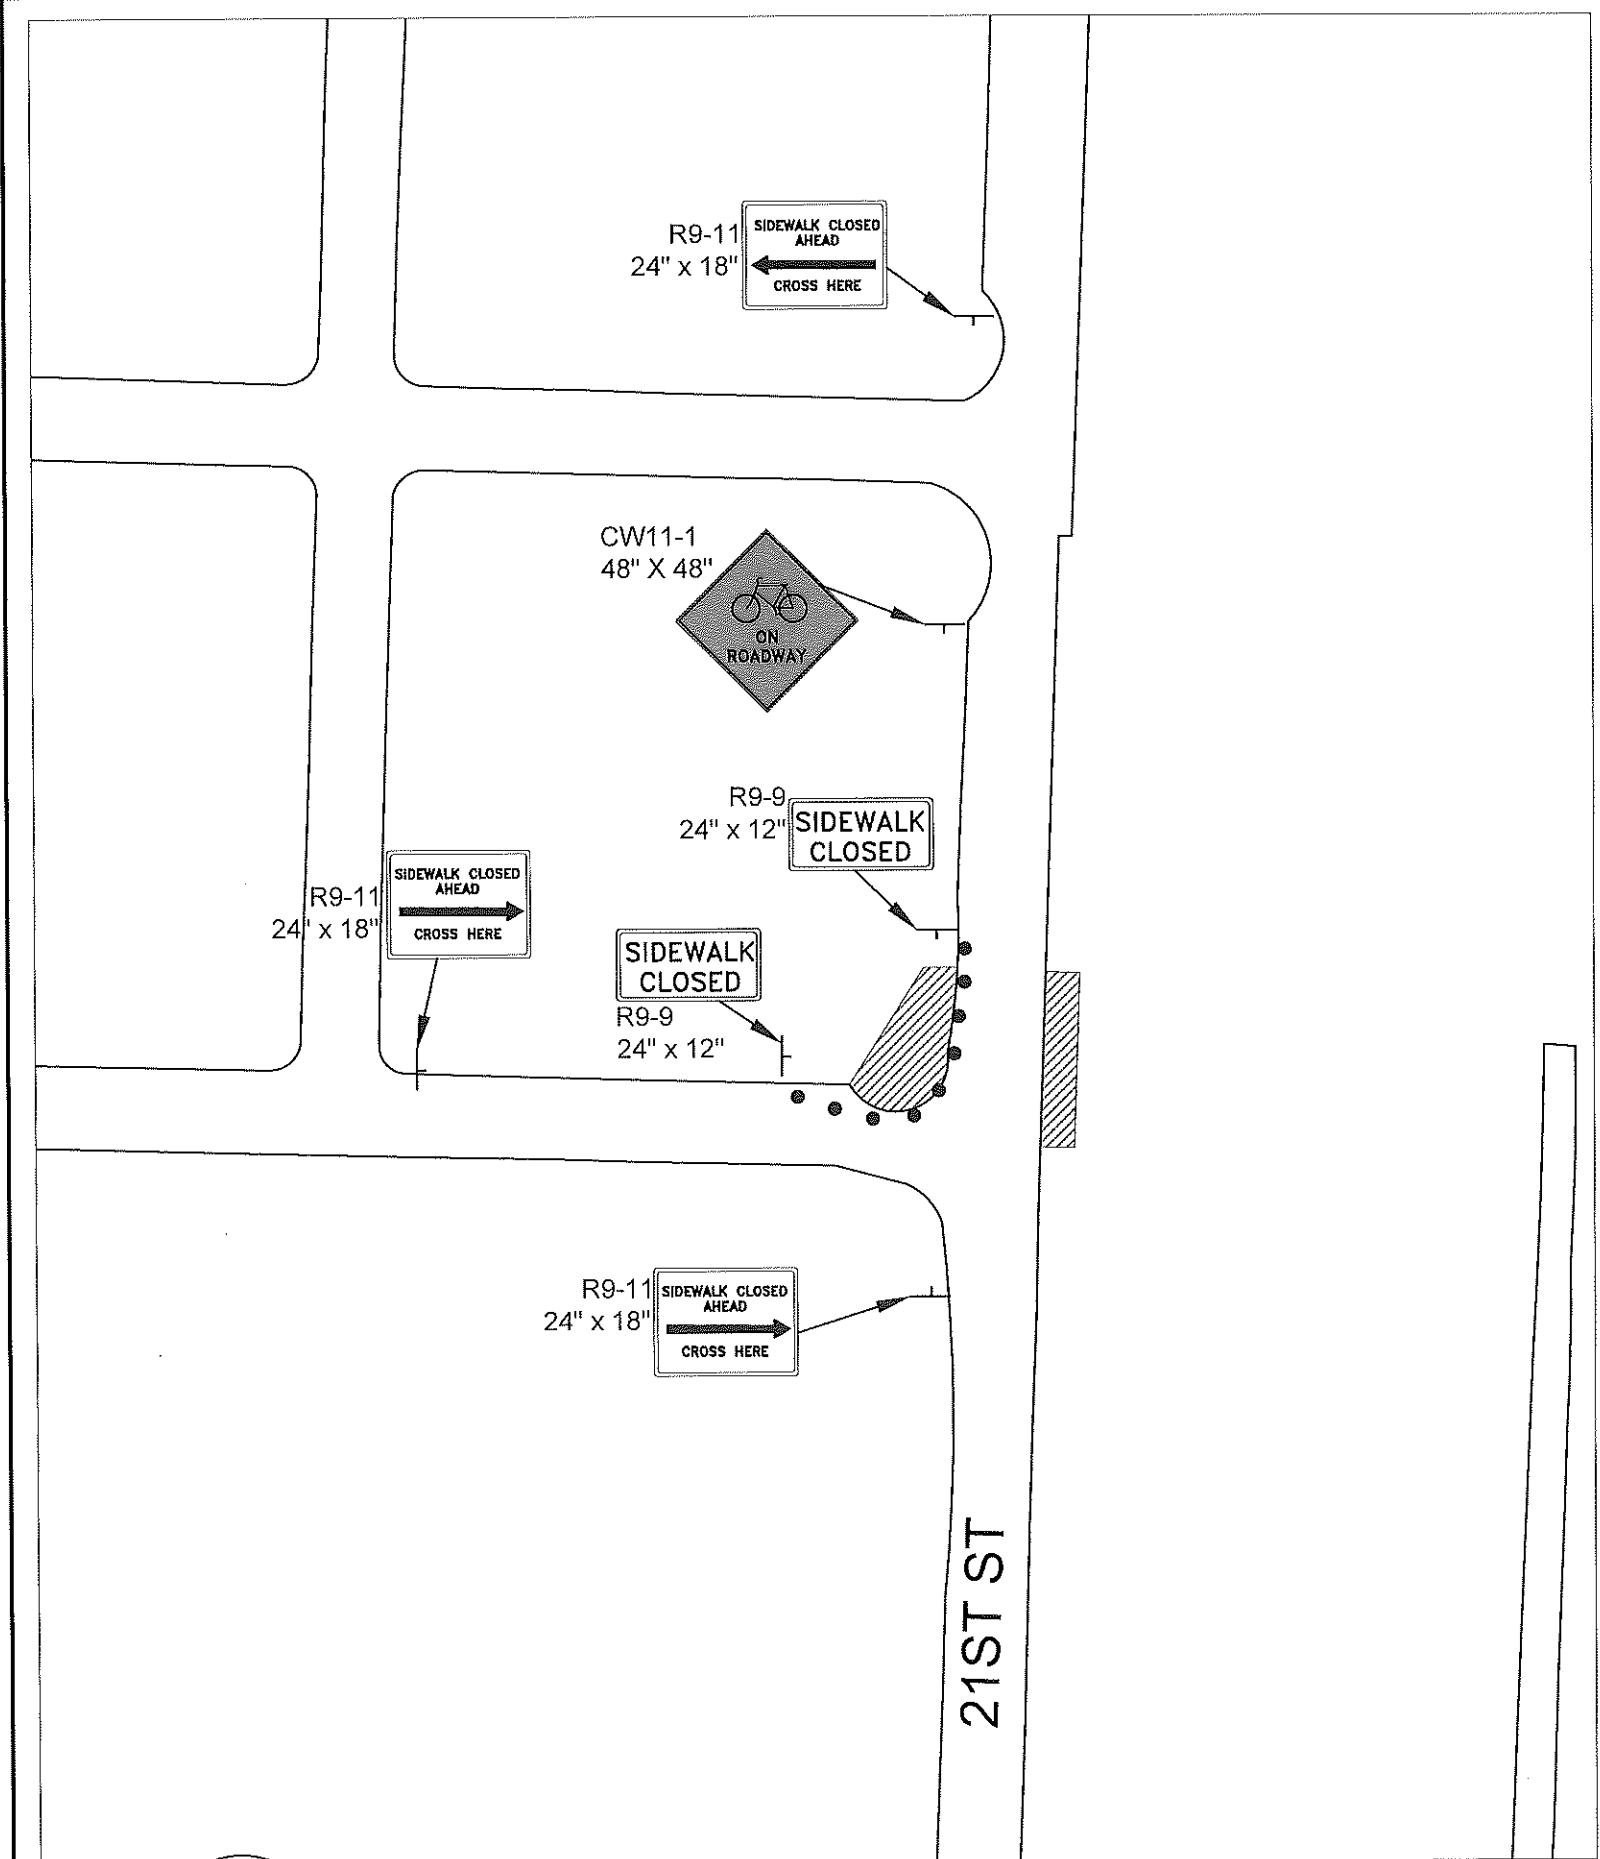 R9-11
24" x 18"
SIDEWALK CLOSED
AHEAD
CROSS HERE
CW11-1
48" X 48"
ON
ROADWAY
R9-9
24" x 12"
SIDEWALK
CLOSED
R9-11
24" x 18"
SIDEWALK CLOSED
AHEAD
CROSS HERE
SIDEWALK
CLOSED
R9-9
24" x 12"
R9-11
24" x 18"
SIDEWALK CLOSED
AHEAD
CROSS HERE
21ST ST